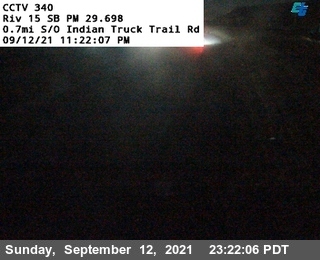 CCTV 340
Riv 15 SB PM 29.698
0.7mi S/O Indian Truck Trail Rd
09/12/21 11:22:07 PM
Sunday, September 12, 2021 23:22:06 PDT